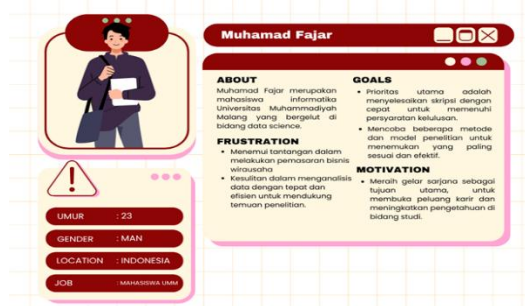 Muhamad Fajar
ABOUT
Muhamad Fajar merupakan
mahasiswa informatika
Universitas Muhammadiyah
Malang yang bergelut di
bidang data science.
FRUSTRATION
• Menemui tantangan dalam
melakukan pemasaran bisnis
wirausaha
• Kesulitan dalam menganalisis
data dengan tepat dan
efisien untuk mendukung
temuan penelitian.
GOALS
• Prioritas utama adalah
menyelesaikan skripsi dengan
cepat untuk memenuhi
persyaratan kelulusan.
• Mencoba beberapa metode
dan model penelitian untuk
menemukan yang paling
sesuai dan efektif.
MOTIVATION
• Meraih gelar sarjana sebagai
tujuan utama, untuk
membuka peluang karir dan
meningkatkan pengetahuan di
bidang studi.
UMUR : 23
GENDER : MAN
LOCATION : INDONESIA
JOB : MAHASISWA UMM